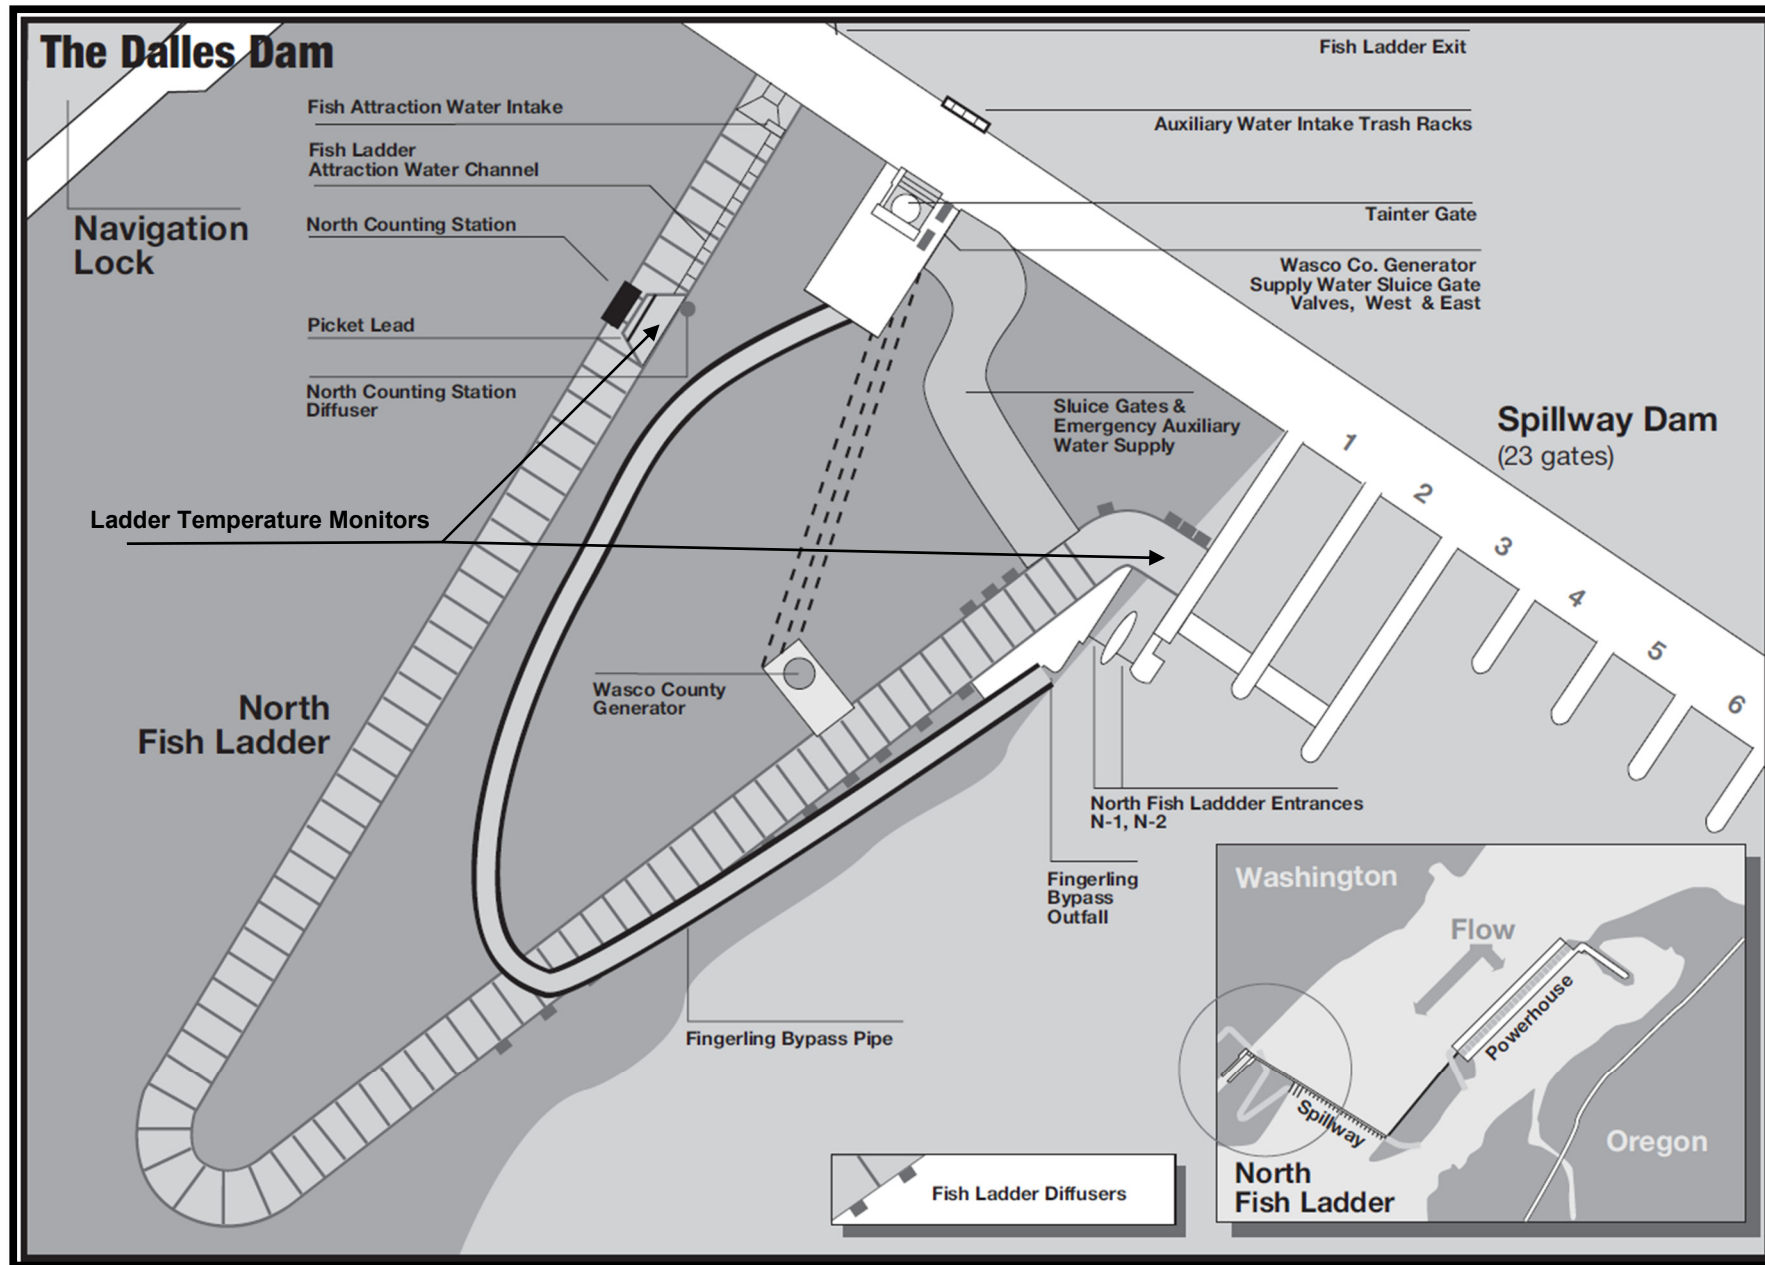 The Dalles Dam
Fish Ladder Exit
Fish Attraction Water Intake
Auxiliary Water Intake Trash Racks
Fish Ladder
Attraction Water Channel
Navigation
Lock
North Counting Station
Tainter Gate
Wasco Co. Generator
Supply Water Sluice Gate
Valves, West & East
Picket Lead
North Counting Station
Diffuser
Sluice Gates &
Emergency Auxiliary
Water Supply
Spillway Dam
(23 gates)
1
2
3
4
5
6
Ladder Temperature Monitors
Wasco County
Generator
North
Fish Ladder
North Fish Laddder Entrances
N-1, N-2
Fingerling
Bypass
Outfall
Fingerling Bypass Pipe
Washington
Flow
Powerhouse
Spillway
Oregon
North
Fish Ladder
Fish Ladder Diffusers